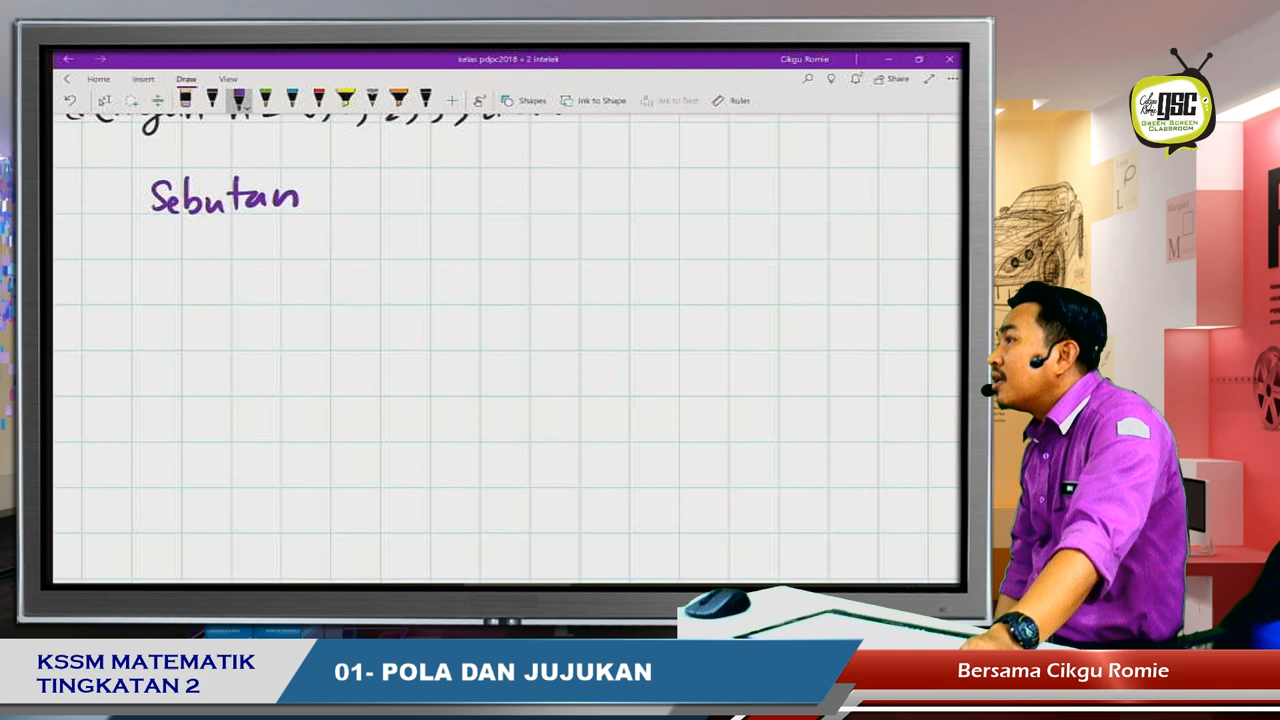 kelas pdpc2018 » 2 intelek
Cikgu Romie
Home Insert Draw View
Share
Shapes Ink to Shape Ink to Text Ruler
Sebutan
Cikgu Romie GSC
GREEN SCREEN CLASSROOM
L
M
KSSM MATEMATIK
TINGKATAN 2
01- POLA DAN JUJUKAN
Bersama Cikgu Romie